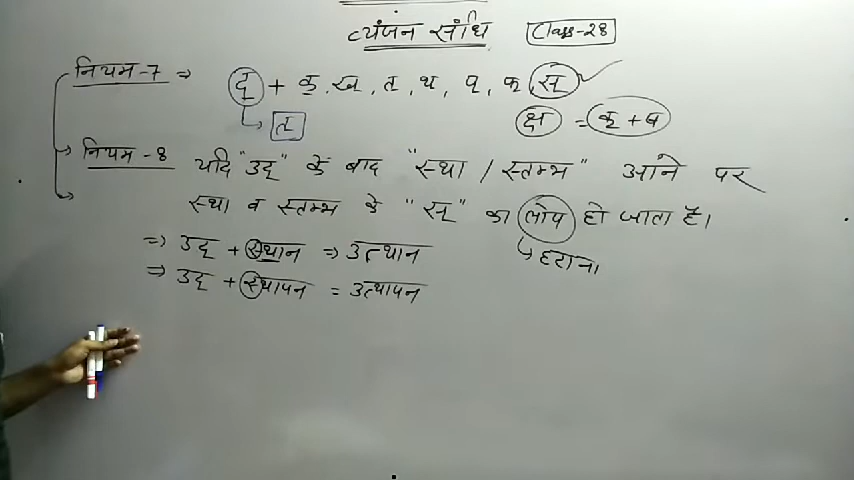 व्यंजन संधि Class-28
नियम-7 ⇒ द् + क, ख, त, थ, प, फ, स् ✓
त् क्ष = क् + ष
नियम-8 यदि "उद्" के बाद "स्था / स्तम्भ" आने पर
स्था व स्तम्भ के "स्" का लोप हो जाता है।
⇒ उद् + स्थान ⇒ उत्थान हटाना
⇒ उद् + स्थापन = उत्थापन